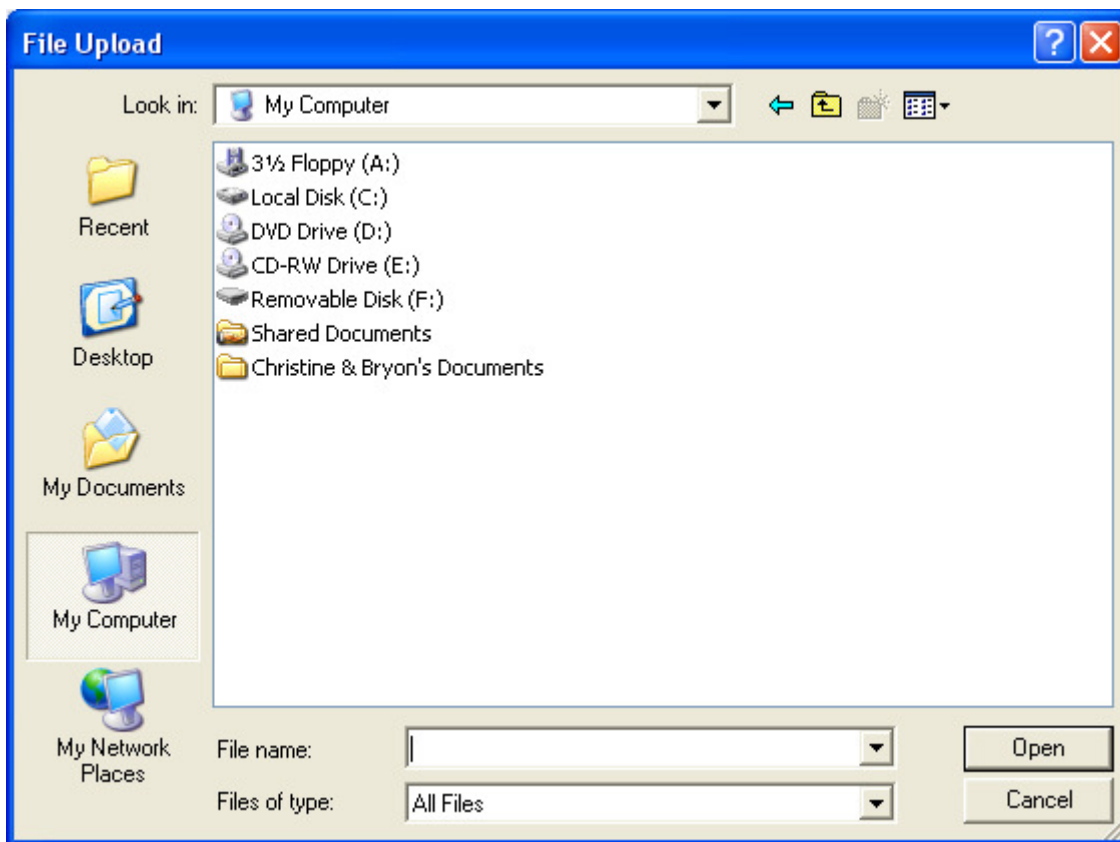 File Upload
Look in: My Computer
3½ Floppy (A:)
Local Disk (C:)
DVD Drive (D:)
CD-RW Drive (E:)
Removable Disk (F:)
Shared Documents
Christine & Bryon's Documents
Recent
Desktop
My Documents
My Computer
My Network
Places
File name:
Open
Files of type: All Files
Cancel